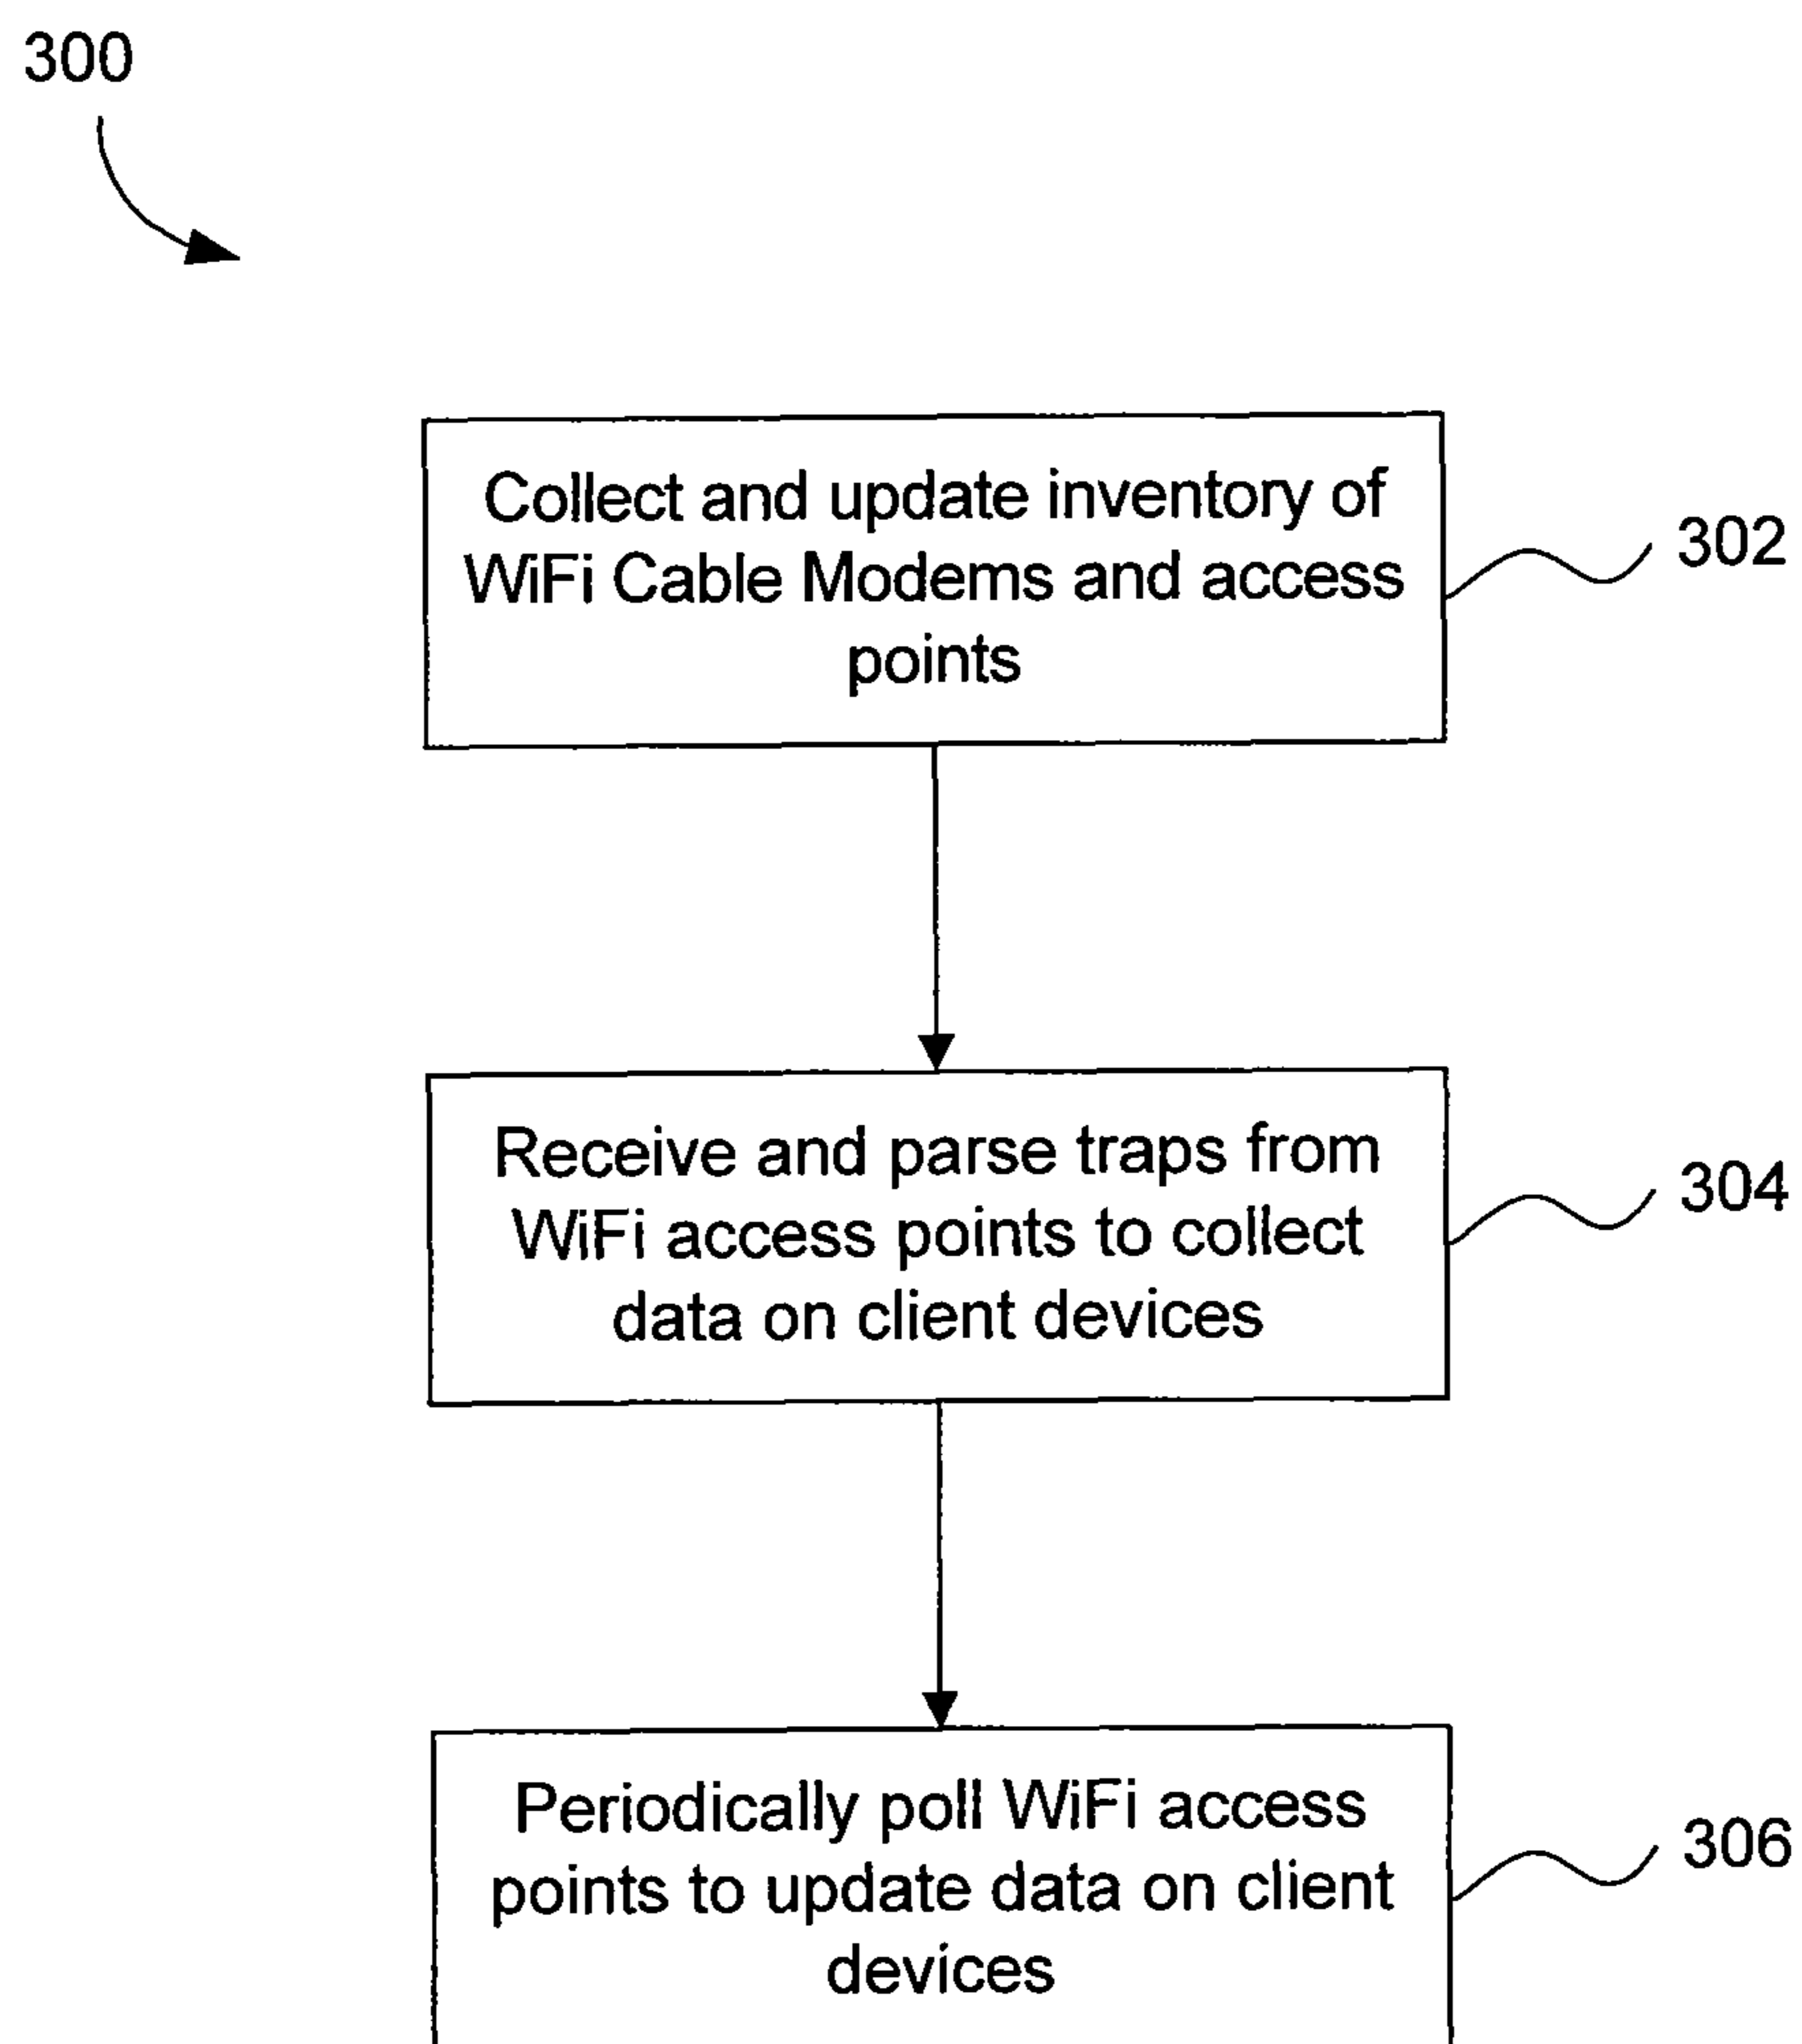 300
Collect and update inventory of
WiFi Cable Modems and access
points
302
Receive and parse traps from
WiFi access points to collect
data on client devices
304
Periodically poll WiFi access
points to update data on client
devices
306